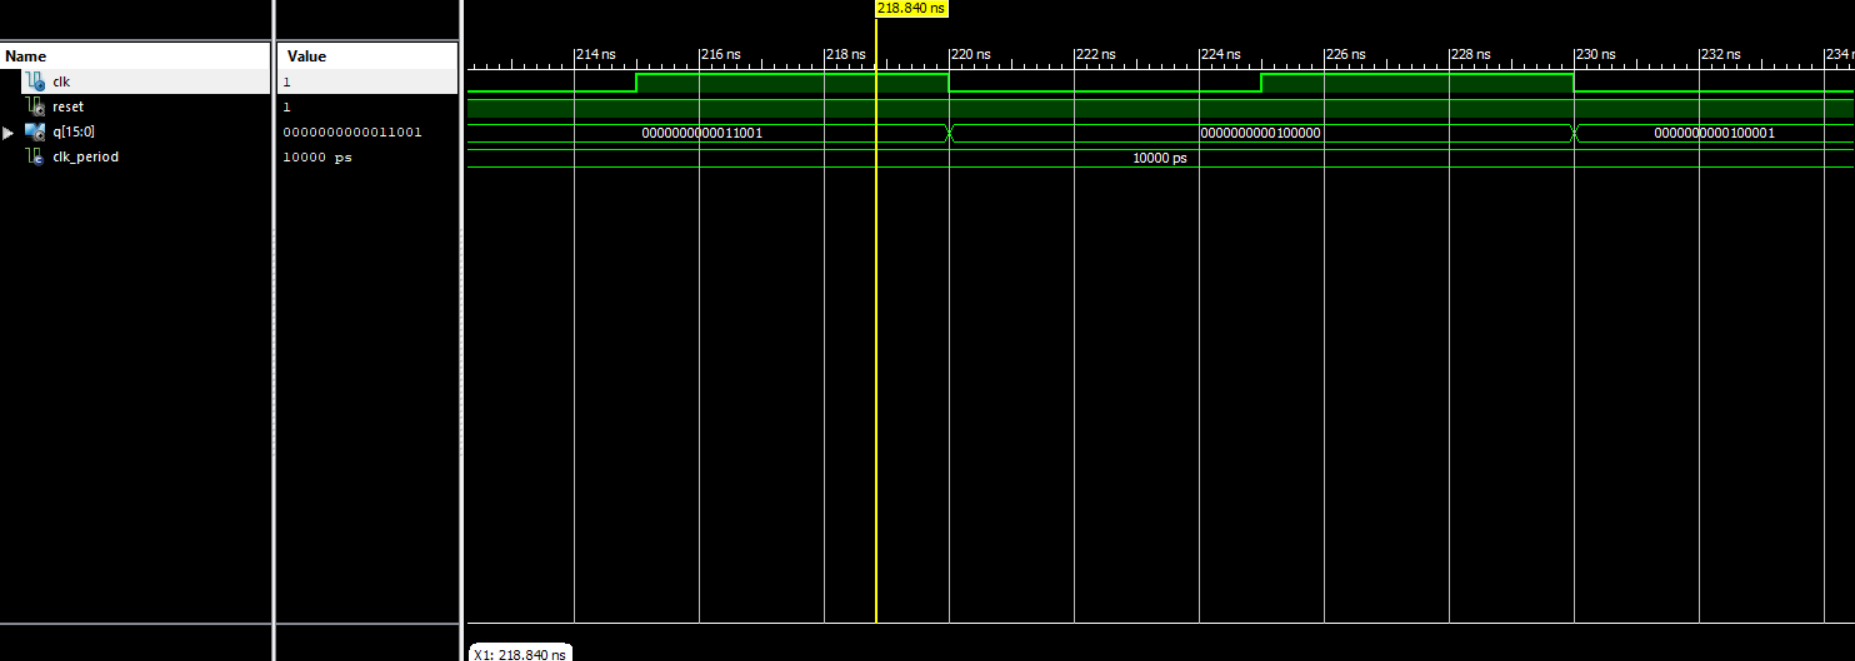 218.840 ns
Name Value
214 ns 216 ns 218 ns 220 ns 222 ns 224 ns 226 ns 228 ns 230 ns 232 ns 234 n
clk 1
reset 1
q[15:0] 0000000000011001 0000000000011001 0000000000100000 0000000000100001
clk_period 10000 ps 10000 ps
X1: 218.840 ns